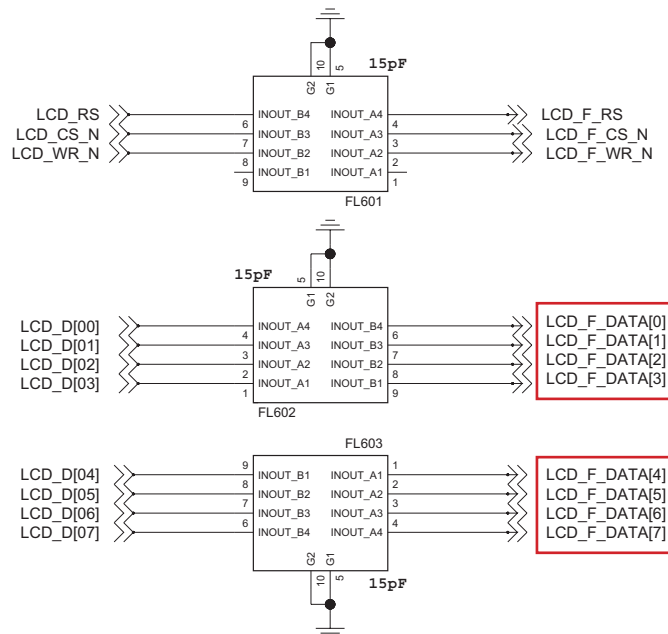 G2 10 G1 5 15pF
LCD_RS INOUT_B4 INOUT_A4 LCD_F_RS
6 4
LCD_CS_N INOUT_B3 INOUT_A3 LCD_F_CS_N
7 3
LCD_WR_N INOUT_B2 INOUT_A2 LCD_F_WR_N
8 2
INOUT_B1 INOUT_A1
9 1
FL601
15pF 5 G1 10 G2
LCD_D[00] INOUT_A4 INOUT_B4 LCD_F_DATA[0]
4 6
LCD_D[01] INOUT_A3 INOUT_B3 LCD_F_DATA[1]
3 7
LCD_D[02] INOUT_A2 INOUT_B2 LCD_F_DATA[2]
2 8
LCD_D[03] INOUT_A1 INOUT_B1 LCD_F_DATA[3]
1 9
FL602
FL603
9 1
LCD_D[04] INOUT_B1 INOUT_A1 LCD_F_DATA[4]
8 2
LCD_D[05] INOUT_B2 INOUT_A2 LCD_F_DATA[5]
7 3
LCD_D[06] INOUT_B3 INOUT_A3 LCD_F_DATA[6]
6 4
LCD_D[07] INOUT_B4 INOUT_A4 LCD_F_DATA[7]
G2 10 G1 5 15pF